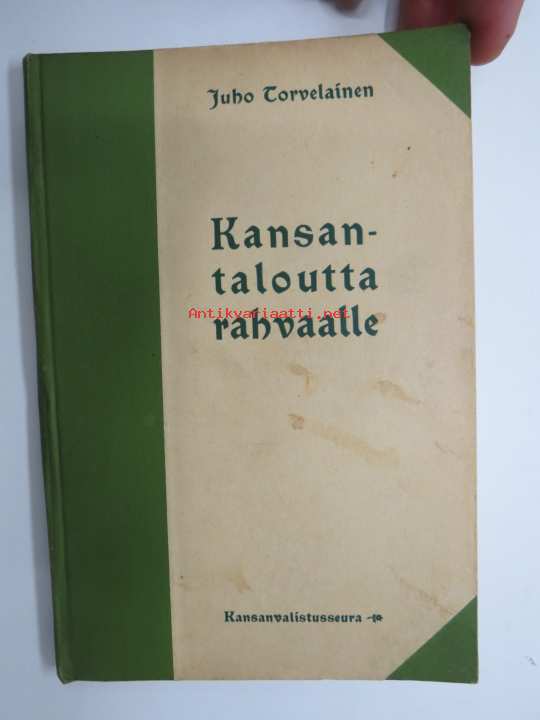 Juho Torvelainen
Kansan-
taloutta
Antikvariaatti.net
rahvaalle
Kansanvalistusseura